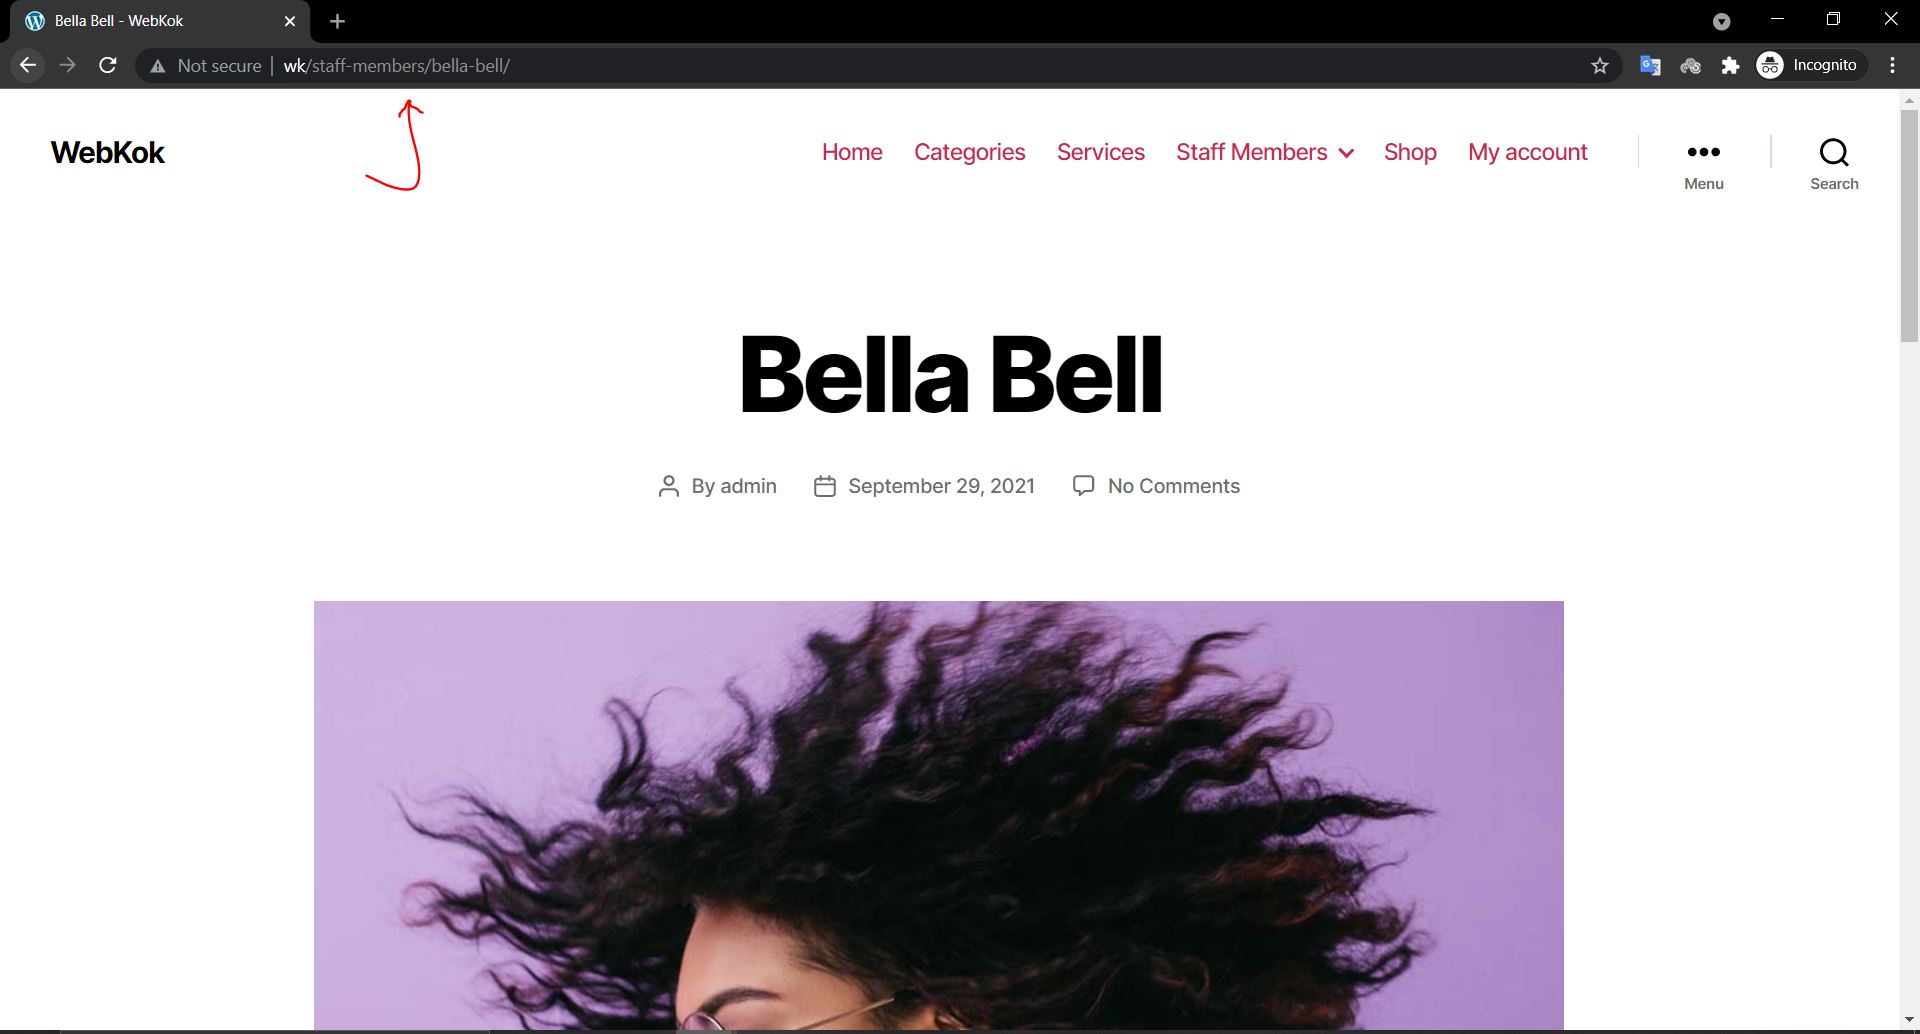 Bella Bell - WebKok
Not secure | wk/staff-members/bella-bell/
Incognito
WebKok
Home Categories Services Staff Members Shop My account
Menu
Search
Bella Bell
By admin September 29, 2021 No Comments